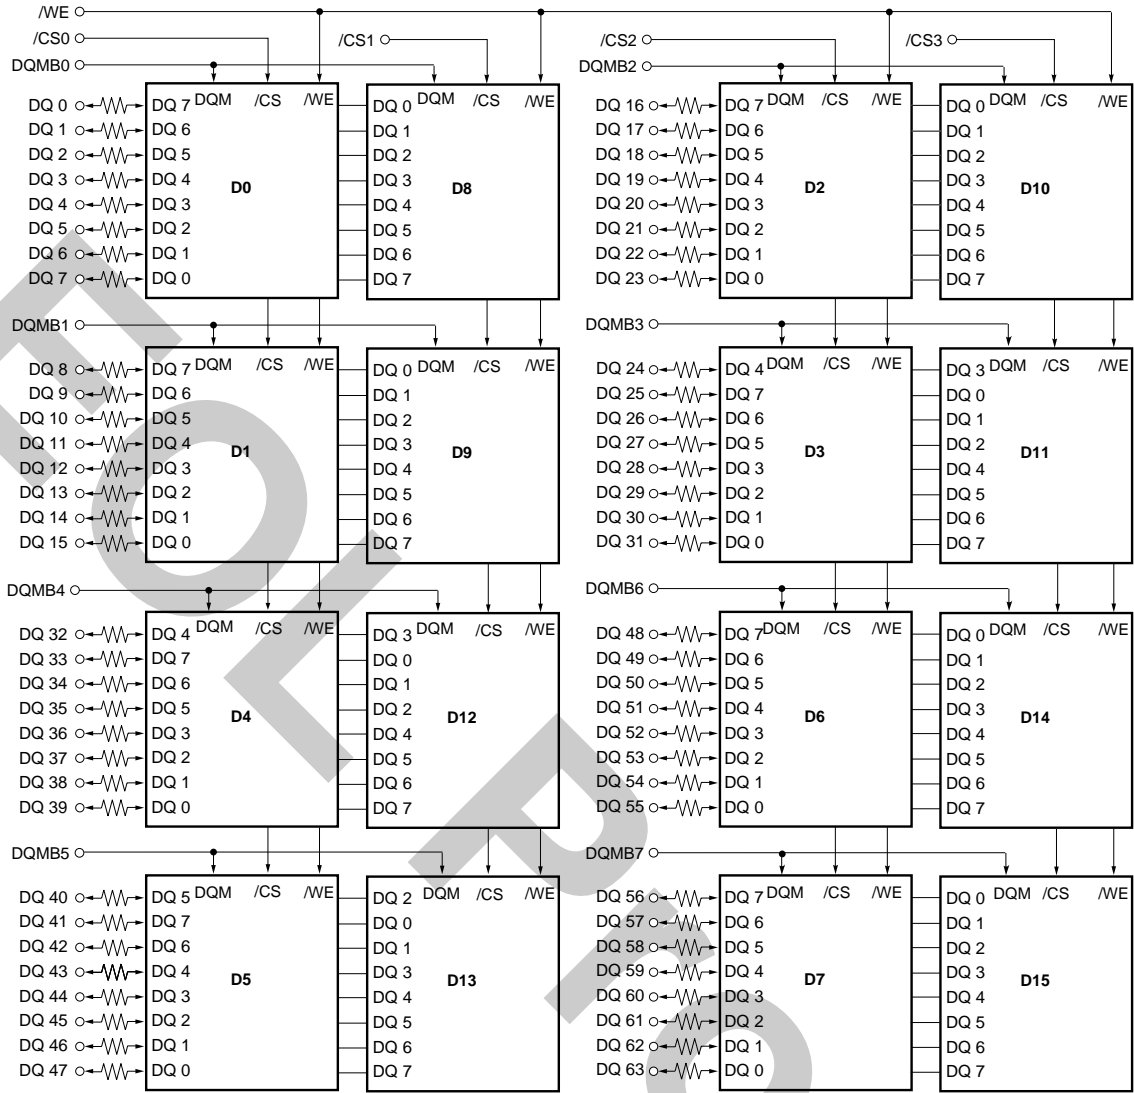 /WE
/CS0 /CS1 /CS2 /CS3
DQMB0 DQMB2
DQM /CS /WE DQM /CS /WE DQM /CS /WE DQM /CS /WE
DQ 0 DQ 7 DQ 0 DQ 16 DQ 7 DQ 0
DQ 1 DQ 6 DQ 1 DQ 17 DQ 6 DQ 1
DQ 2 DQ 5 DQ 2 DQ 18 DQ 5 DQ 2
DQ 3 DQ 4 D0 DQ 3 D8 DQ 19 DQ 4 D2 DQ 3 D10
DQ 4 DQ 3 DQ 4 DQ 20 DQ 3 DQ 4
DQ 5 DQ 2 DQ 5 DQ 21 DQ 2 DQ 5
DQ 6 DQ 1 DQ 6 DQ 22 DQ 1 DQ 6
DQ 7 DQ 0 DQ 7 DQ 23 DQ 0 DQ 7
DQMB1 DQMB3
DQM /CS /WE DQM /CS /WE DQM /CS /WE DQM /CS /WE
DQ 8 DQ 7 DQ 0 DQ 24 DQ 4 DQ 3
DQ 9 DQ 6 DQ 1 DQ 25 DQ 7 DQ 0
DQ 10 DQ 5 DQ 2 DQ 26 DQ 6 DQ 1
DQ 11 DQ 4 D1 DQ 3 D9 DQ 27 DQ 5 D3 DQ 2 D11
DQ 12 DQ 3 DQ 4 DQ 28 DQ 3 DQ 4
DQ 13 DQ 2 DQ 5 DQ 29 DQ 2 DQ 5
DQ 14 DQ 1 DQ 6 DQ 30 DQ 1 DQ 6
DQ 15 DQ 0 DQ 7 DQ 31 DQ 0 DQ 7
DQMB4 DQMB6
DQM /CS /WE DQM /CS /WE DQM /CS /WE DQM /CS /WE
DQ 32 DQ 4 DQ 3 DQ 48 DQ 7 DQ 0
DQ 33 DQ 7 DQ 0 DQ 49 DQ 6 DQ 1
DQ 34 DQ 6 DQ 1 DQ 50 DQ 5 DQ 2
DQ 35 DQ 5 D4 DQ 2 D12 DQ 51 DQ 4 D6 DQ 3 D14
DQ 36 DQ 3 DQ 4 DQ 52 DQ 3 DQ 4
DQ 37 DQ 2 DQ 5 DQ 53 DQ 2 DQ 5
DQ 38 DQ 1 DQ 6 DQ 54 DQ 1 DQ 6
DQ 39 DQ 0 DQ 7 DQ 55 DQ 0 DQ 7
DQMB5 DQMB7
DQM /CS /WE DQM /CS /WE DQM /CS /WE DQM /CS /WE
DQ 40 DQ 5 DQ 2 DQ 56 DQ 7 DQ 0
DQ 41 DQ 7 DQ 0 DQ 57 DQ 6 DQ 1
DQ 42 DQ 6 DQ 1 DQ 58 DQ 5 DQ 2
DQ 43 DQ 4 D5 DQ 3 D13 DQ 59 DQ 4 D7 DQ 3 D15
DQ 44 DQ 3 DQ 4 DQ 60 DQ 3 DQ 4
DQ 45 DQ 2 DQ 5 DQ 61 DQ 2 DQ 5
DQ 46 DQ 1 DQ 6 DQ 62 DQ 1 DQ 6
DQ 47 DQ 0 DQ 7 DQ 63 DQ 0 DQ 7
EOL Pro